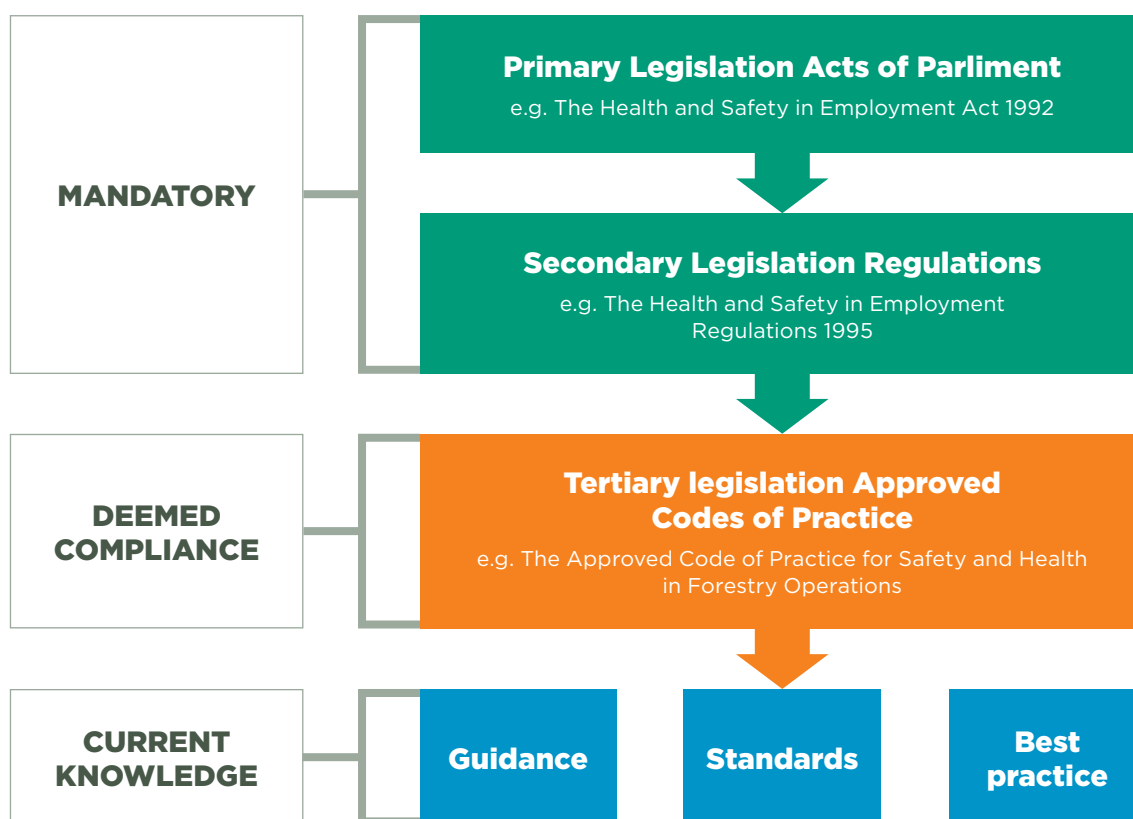 MANDATORY
Primary Legislation Acts of Parliment
e.g. The Health and Safety in Employment Act 1992
Secondary Legislation Regulations
e.g. The Health and Safety in Employment
Regulations 1995
DEEMED
COMPLIANCE
Tertiary legislation Approved
Codes of Practice
e.g. The Approved Code of Practice for Safety and Health
in Forestry Operations
CURRENT
KNOWLEDGE
Guidance
Standards
Best
practice